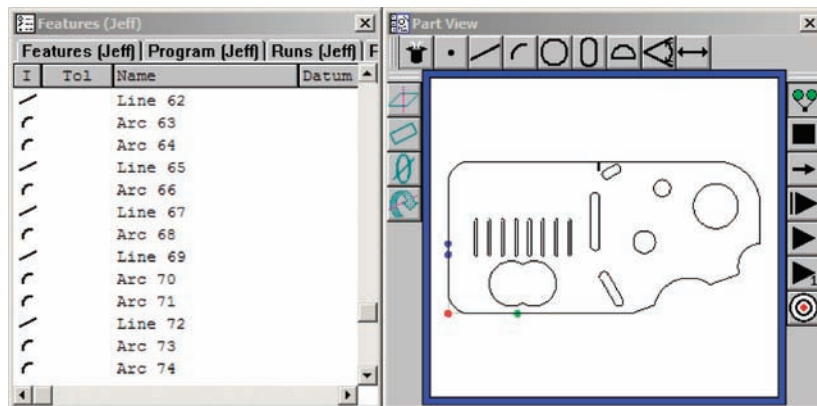 Features (Jeff)
Features (Jeff) Program (Jeff) Runs (Jeff) F
I Tol Name Datum
Line 62
Arc 63
Arc 64
Line 65
Arc 66
Line 67
Arc 68
Line 69
Arc 70
Arc 71
Line 72
Arc 73
Arc 74
Part View
1